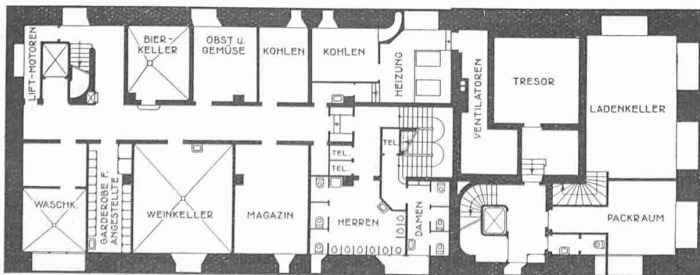 LIFT-MOTOREN
BIER-
KELLER
OBST U.
GEMÜSE
KOHLEN
KOHLEN
HEIZUNG
VENTILATOREN
TRESOR
LADENKELLER
TEL.
TEL.
TEL.
WASCHK.
GARDEROBE F.
ANGESTELLTE
WEINKELLER
MAGAZIN
HERREN
DAMEN
PACKRAUM